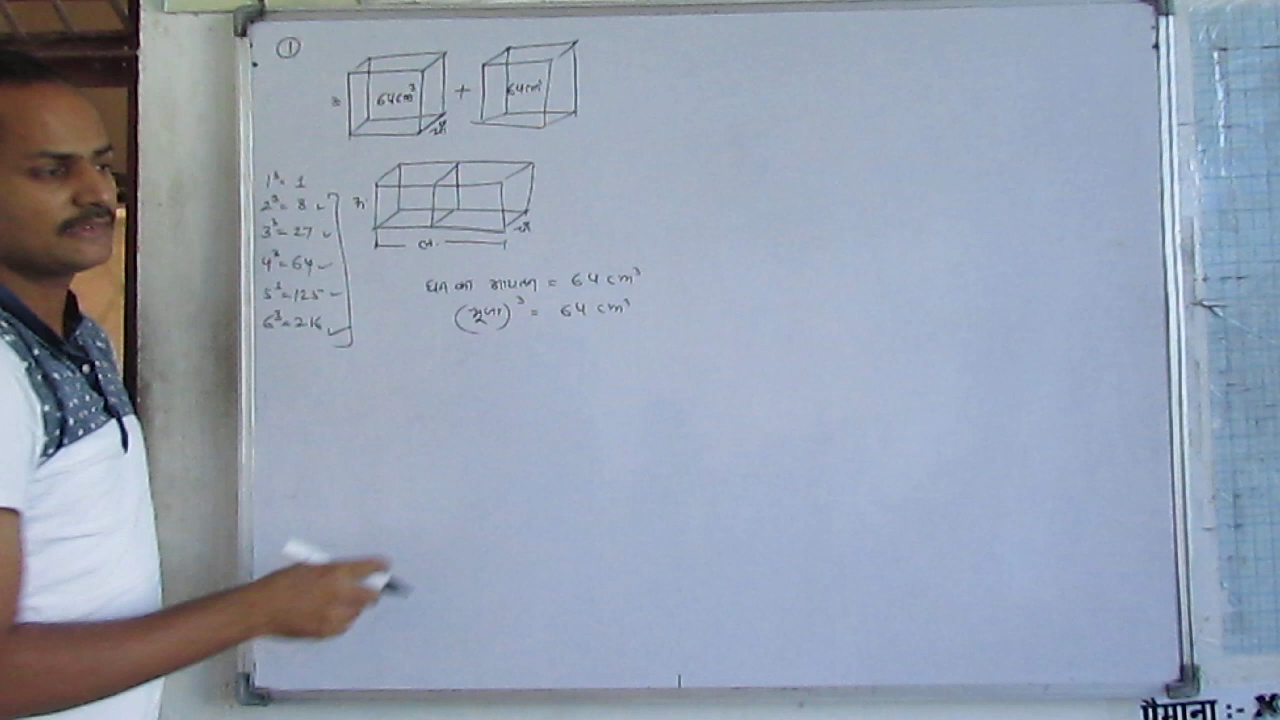 ①
64cm³ + 64cm³
1³= 1
2³= 8
3³= 27
4³= 64
5³= 125
6³= 216
घन का आयतन = 64 cm³
(भुजा)³ = 64 cm³
पैमाना :-